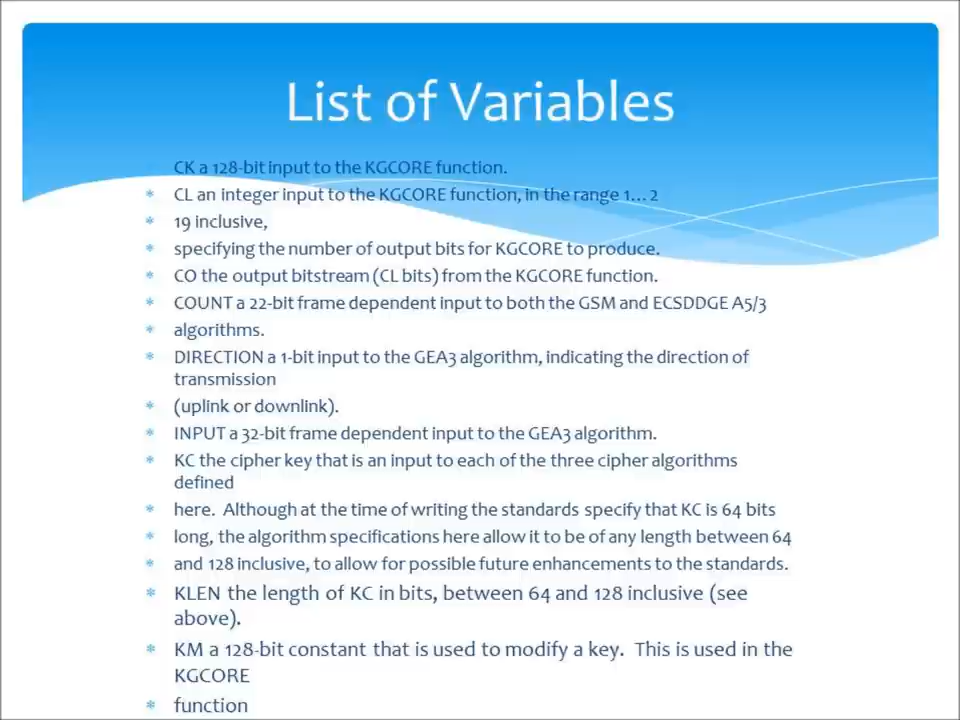 List of Variables
CK a 128-bit input to the KGCORE function.
CL an integer input to the KGCORE function, in the range 1…2
19 inclusive,
specifying the number of output bits for KGCORE to produce.
CO the output bitstream (CL bits) from the KGCORE function.
COUNT a 22-bit frame dependent input to both the GSM and ECSDDGE A5/3
algorithms.
DIRECTION a 1-bit input to the GEA3 algorithm, indicating the direction of
transmission
(uplink or downlink).
INPUT a 32-bit frame dependent input to the GEA3 algorithm.
KC the cipher key that is an input to each of the three cipher algorithms
defined
here. Although at the time of writing the standards specify that KC is 64 bits
long, the algorithm specifications here allow it to be of any length between 64
and 128 inclusive, to allow for possible future enhancements to the standards.
KLEN the length of KC in bits, between 64 and 128 inclusive (see
above).
KM a 128-bit constant that is used to modify a key. This is used in the
KGCORE
function